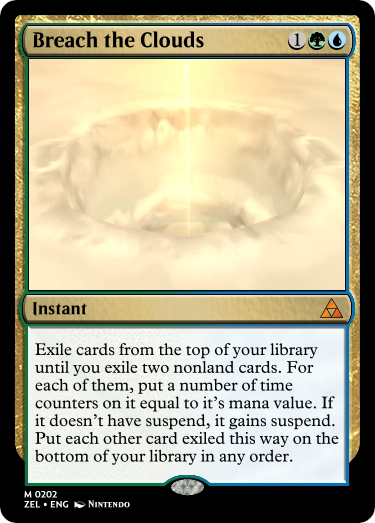 Breach the Clouds 1
Instant
Exile cards from the top of your library
until you exile two nonland cards. For
each of them, put a number of time
counters on it equal to it's mana value. If
it doesn't have suspend, it gains suspend.
Put each other card exiled this way on the
bottom of your library in any order.
M 0202
ZEL • ENG Nintendo